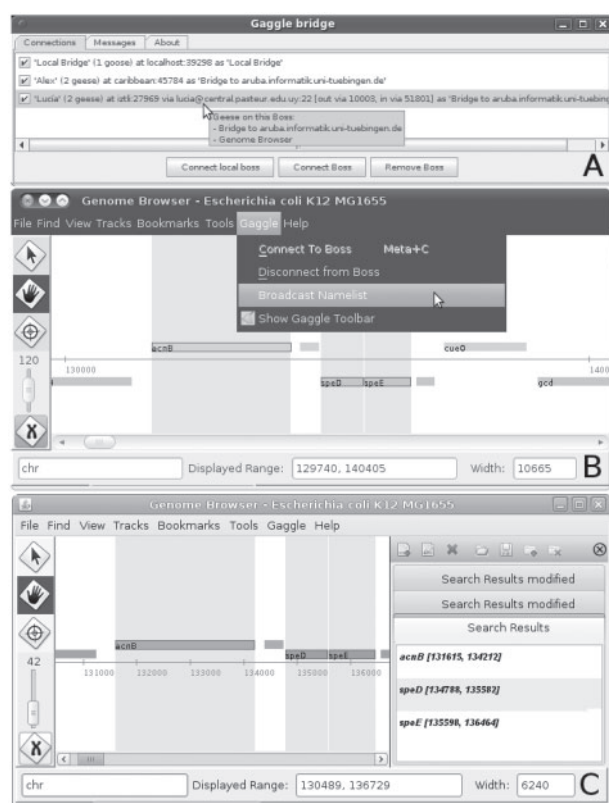 Gaggle bridge
Connections Messages About
'Local Bridge' (1 goose) at localhost:39298 as 'Local Bridge'
'Alex' (2 geese) at caribbean:45784 as 'Bridge to aruba.informatik.uni-tuebingen.de'
'Lucía' (2 geese) at 27969 via lucia@central.pasteur.edu.uy:22 [out via 10003, in via 51801] as 'Bridge to aruba.informatik.uni-tuebing
Geese on this Boss:
- Bridge to aruba.informatik.uni-tuebingen.de
- Genome Browser
Connect local boss Connect Boss Remove Boss
A
Genome Browser - Escherichia coli K12 MG1655
File Find View Tracks Bookmarks Tools Gaggle Help
Connect To Boss Meta+C
Disconnect from Boss
Broadcast Namelist
Show Gaggle Toolbar
acnB cueO
120
130000 1400
speD speE gcd
chr Displayed Range: 129740, 140405 Width: 10665
B
Genome Browser - Escherichia coli K12 MG1655
File Find View Tracks Bookmarks Tools Gaggle Help
Search Results modified
Search Results modified
Search Results
acnB
speD speE
42
131000 132000 133000 134000 135000 136000
acnB [131615, 134212]
speD [134788, 135582]
speE [135598, 136464]
chr Displayed Range: 130489, 136729 Width: 6240
C